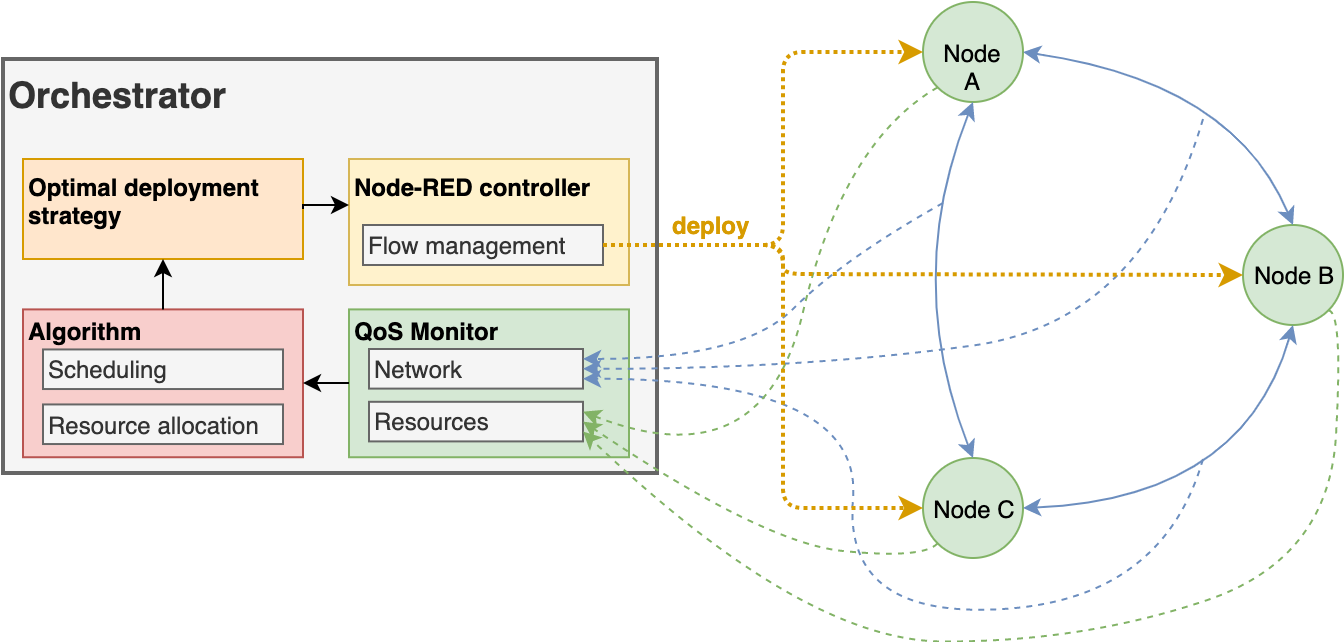 Orchestrator
Optimal deployment
strategy
Node-RED controller
Flow management
deploy
Algorithm
Scheduling
Resource allocation
QoS Monitor
Network
Resources
Node
A
Node B
Node C